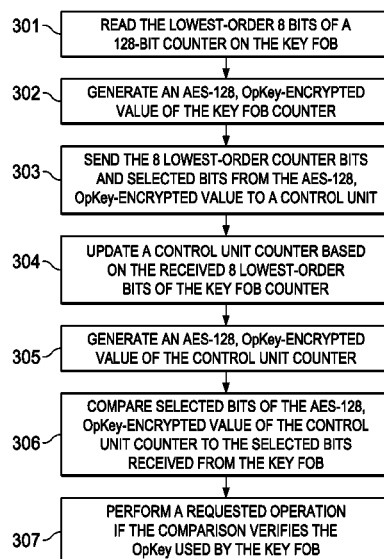 301
READ THE LOWEST-ORDER 8 BITS OF A
128-BIT COUNTER ON THE KEY FOB
302
GENERATE AN AES-128, OpKey-ENCRYPTED
VALUE OF THE KEY FOB COUNTER
303
SEND THE 8 LOWEST-ORDER COUNTER BITS
AND SELECTED BITS FROM THE AES-128,
OpKey-ENCRYPTED VALUE TO A CONTROL UNIT
304
UPDATE A CONTROL UNIT COUNTER BASED
ON THE RECEIVED 8 LOWEST-ORDER
BITS OF THE KEY FOB COUNTER
305
GENERATE AN AES-128, OpKey-ENCRYPTED
VALUE OF THE CONTROL UNIT COUNTER
306
COMPARE SELECTED BITS OF THE AES-128,
OpKey-ENCRYPTED VALUE OF THE CONTROL
UNIT COUNTER TO THE SELECTED BITS
RECEIVED FROM THE KEY FOB
307
PERFORM A REQUESTED OPERATION
IF THE COMPARISON VERIFIES THE
OpKey USED BY THE KEY FOB